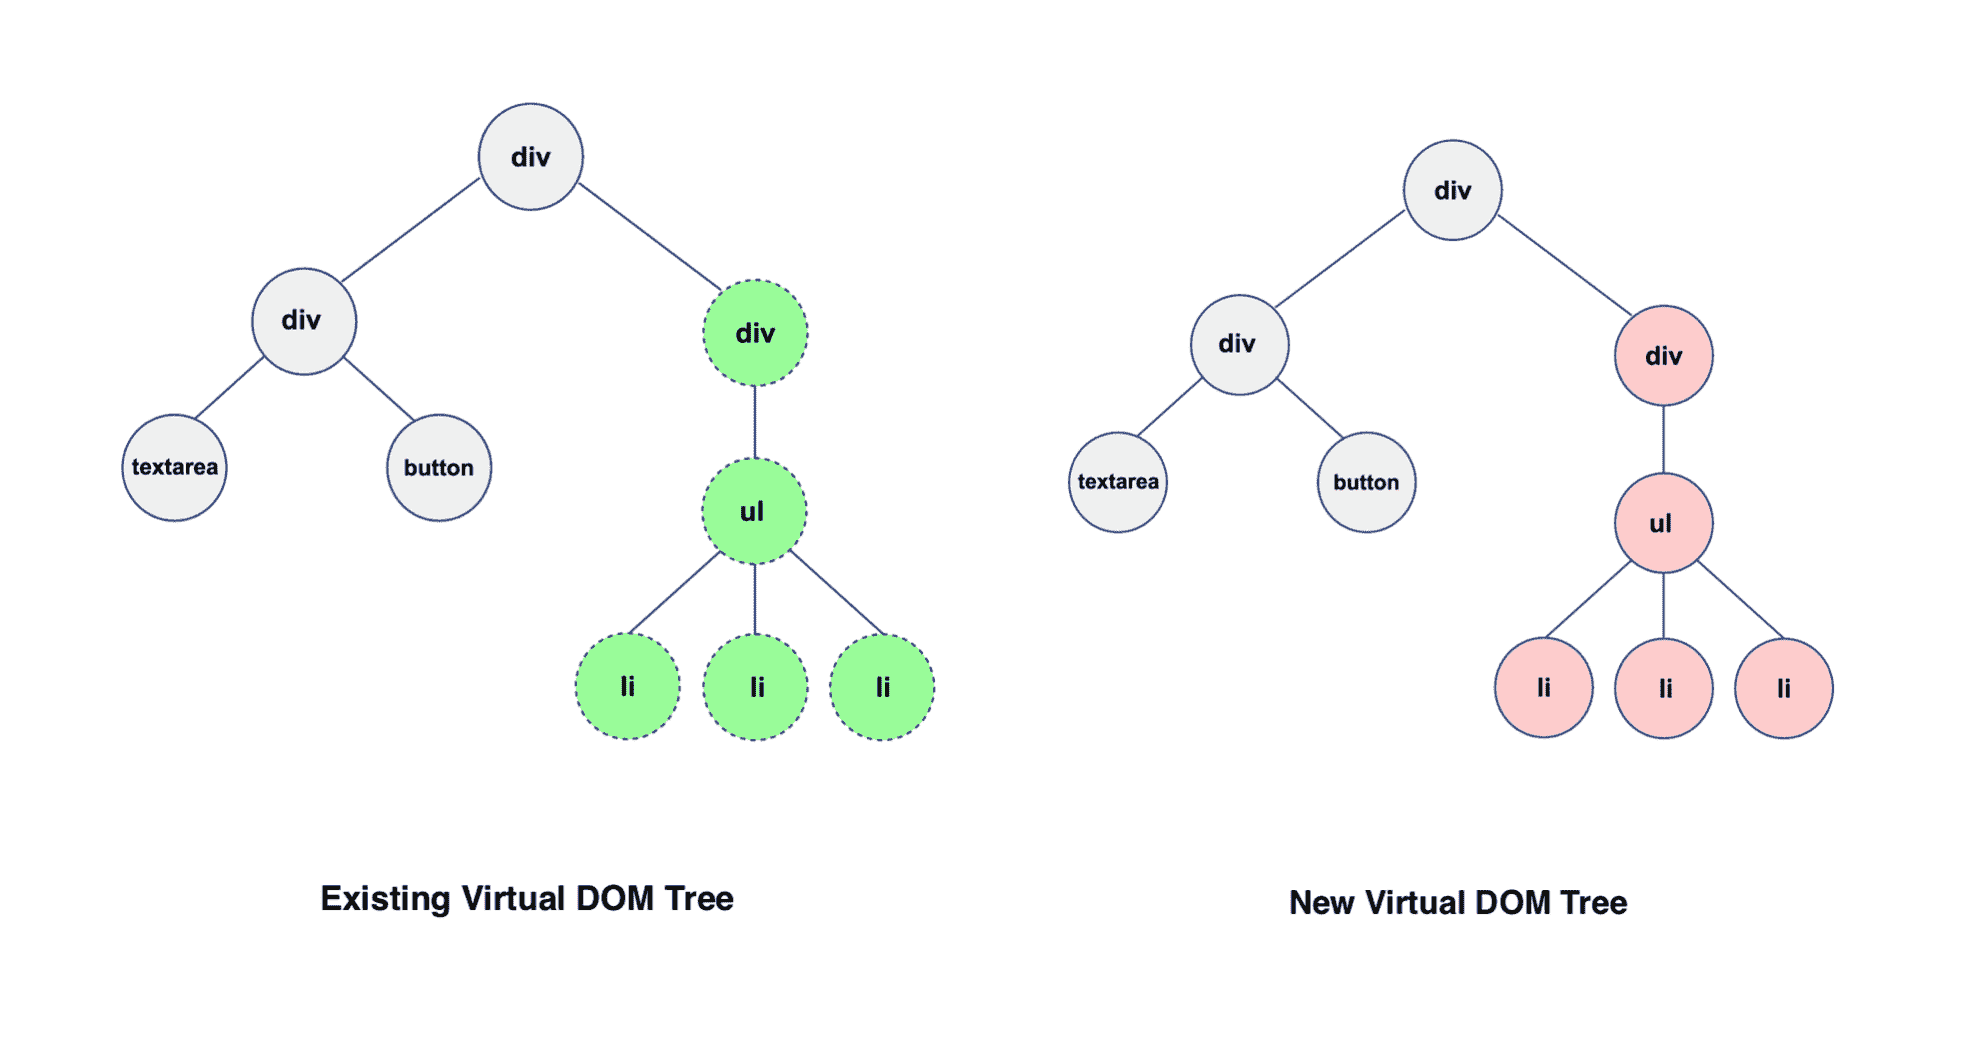 div
div
div
textarea
button
ul
li
li
li
Existing Virtual DOM Tree
div
div
div
textarea
button
ul
li
li
li
New Virtual DOM Tree